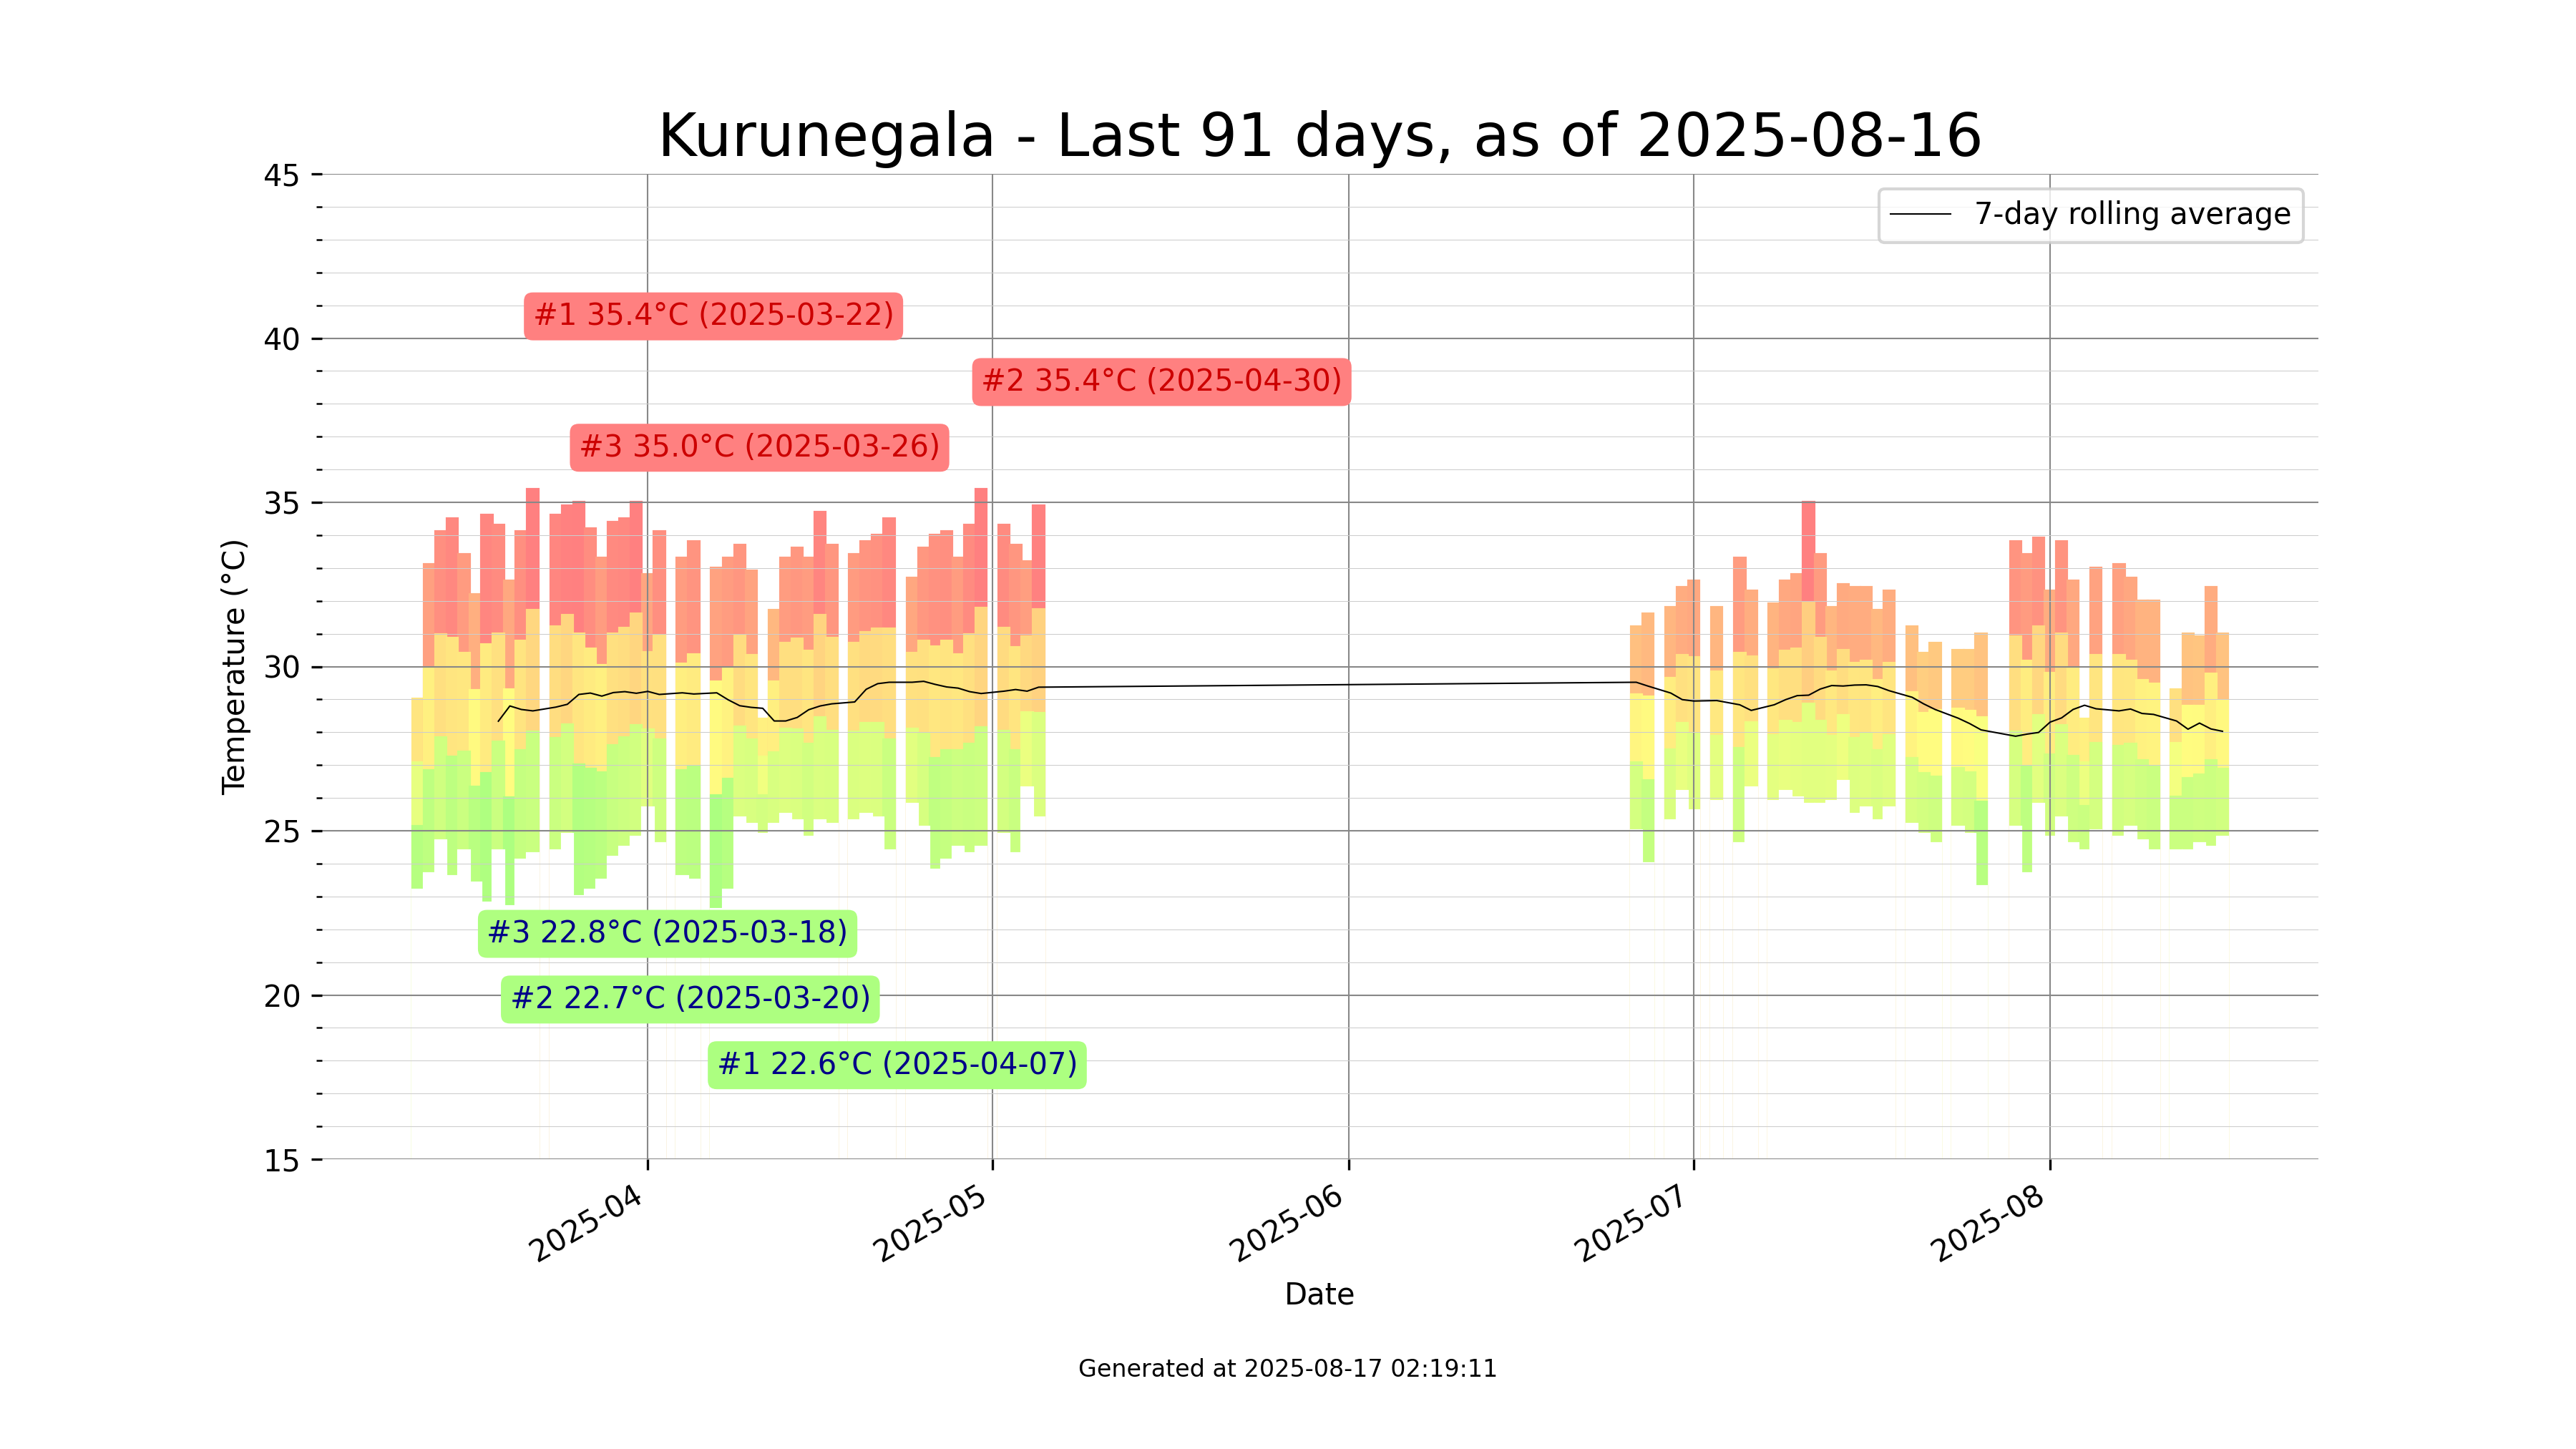 Kurunegala - Last 91 days, as of 2025-08-16
45
7-day rolling average
#1 35.4°C (2025-03-22)
40
#2 35.4°C (2025-04-30)
#3 35.0°C (2025-03-26)
35
Temperature (°C)
30
25
#3 22.8°C (2025-03-18)
20
#2 22.7°C (2025-03-20)
#1 22.6°C (2025-04-07)
15
2025-04
2025-05
2025-06
2025-07
2025-08
Date
Generated at 2025-08-17 02:19:11